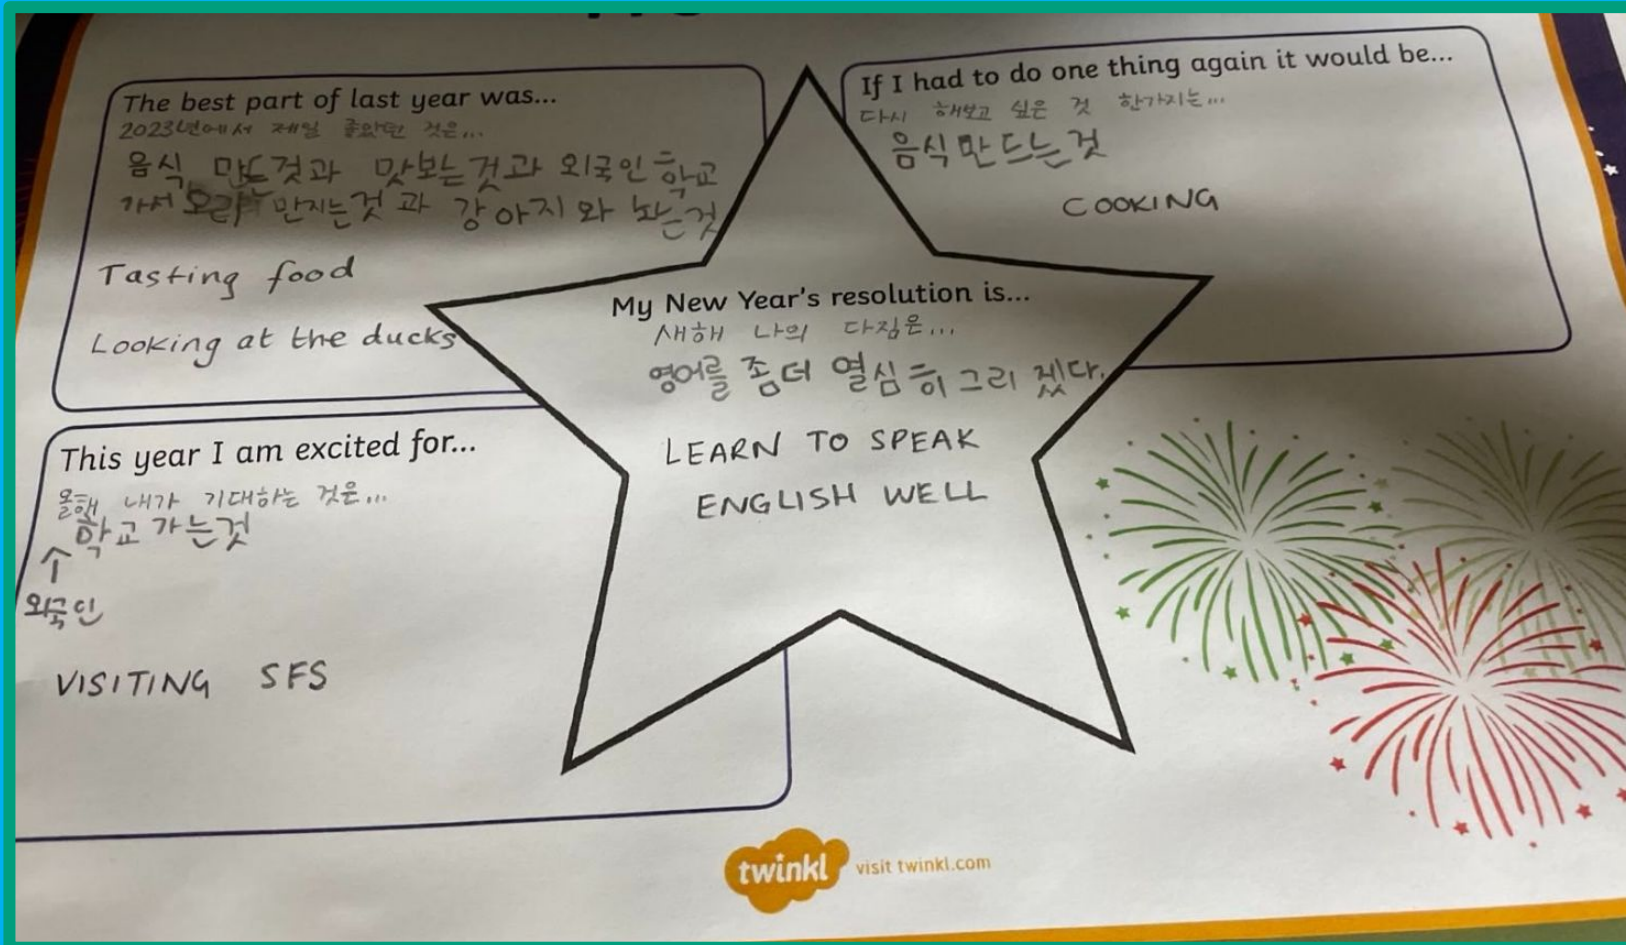 The best part of last year was...
2023년에서 제일 좋았던 것은...
음식 만드것과 맛보는것과 외국인학교
가서 오리 만지는것과 강아지와 놔는것
Tasting food
Looking at the ducks
If I had to do one thing again it would be...
다시 해보고 싶은 것 한가지는...
음식만드는것
COOKING
My New Year's resolution is...
새해 나의 다짐은...
영어를 좀더 열심히 그리 겠다.
LEARN TO SPEAK
ENGLISH WELL
This year I am excited for...
올해 내가 기대하는 것은...
학교가는것
↑
외국인
VISITING SFS
twinkl visit twinkl.com